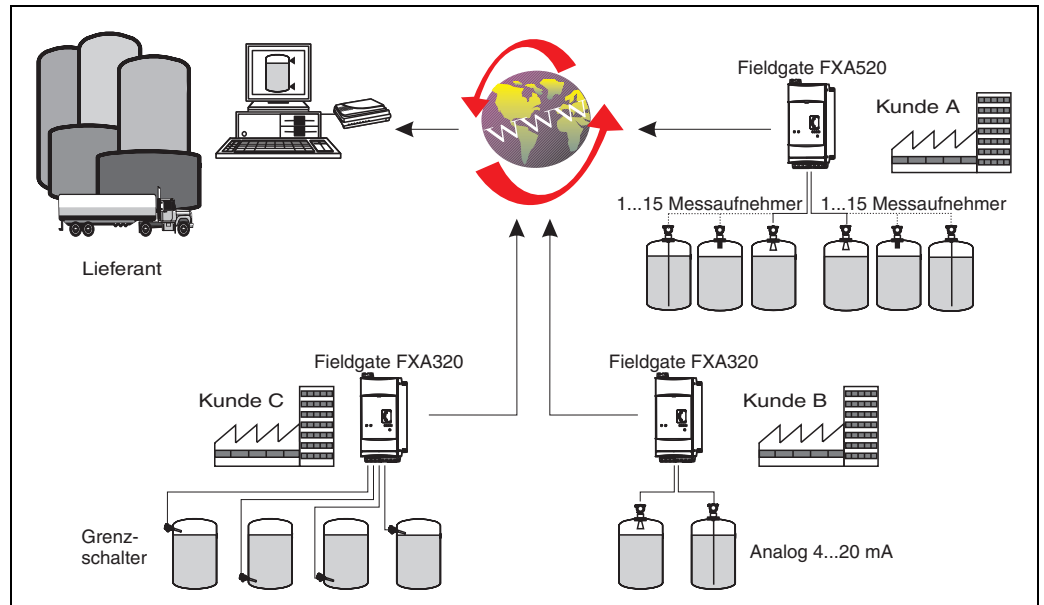 Fieldgate FXA520
Kunde A
WWW
1...15 Messaufnehmer 1...15 Messaufnehmer
Lieferant
Fieldgate FXA320
Kunde C
Fieldgate FXA320
Kunde B
Grenz-
schalter
Analog 4...20 mA